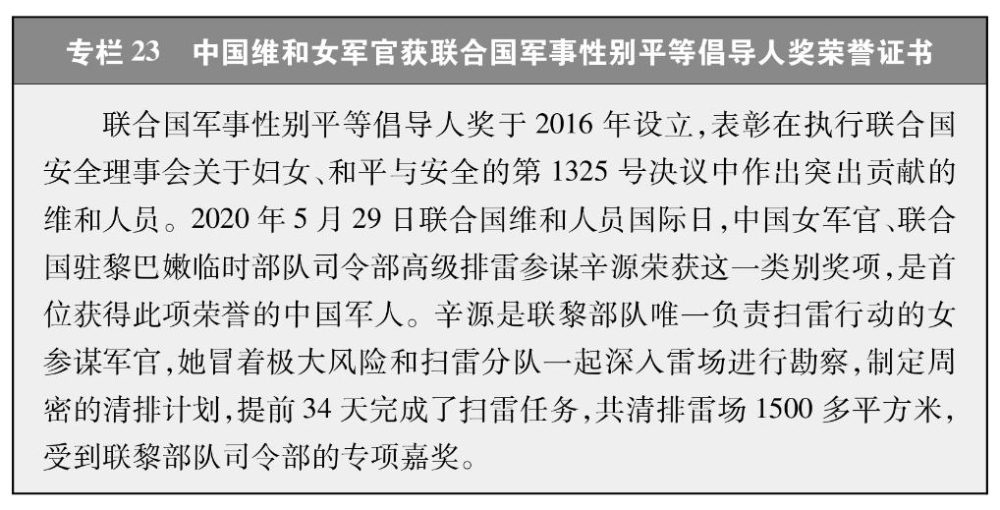 专栏 23 中国维和女军官获联合国军事性别平等倡导人奖荣誉证书
联合国军事性别平等倡导人奖于 2016 年设立,表彰在执行联合国
安全理事会关于妇女、和平与安全的第 1325 号决议中作出突出贡献的
维和人员。2020 年 5 月 29 日联合国维和人员国际日,中国女军官、联合
国驻黎巴嫩临时部队司令部高级排雷参谋辛源荣获这一类别奖项,是首
位获得此项荣誉的中国军人。辛源是联黎部队唯一负责扫雷行动的女
参谋军官,她冒着极大风险和扫雷分队一起深入雷场进行勘察,制定周
密的清排计划,提前 34 天完成了扫雷任务,共清排雷场 1500 多平方米,
受到联黎部队司令部的专项嘉奖。